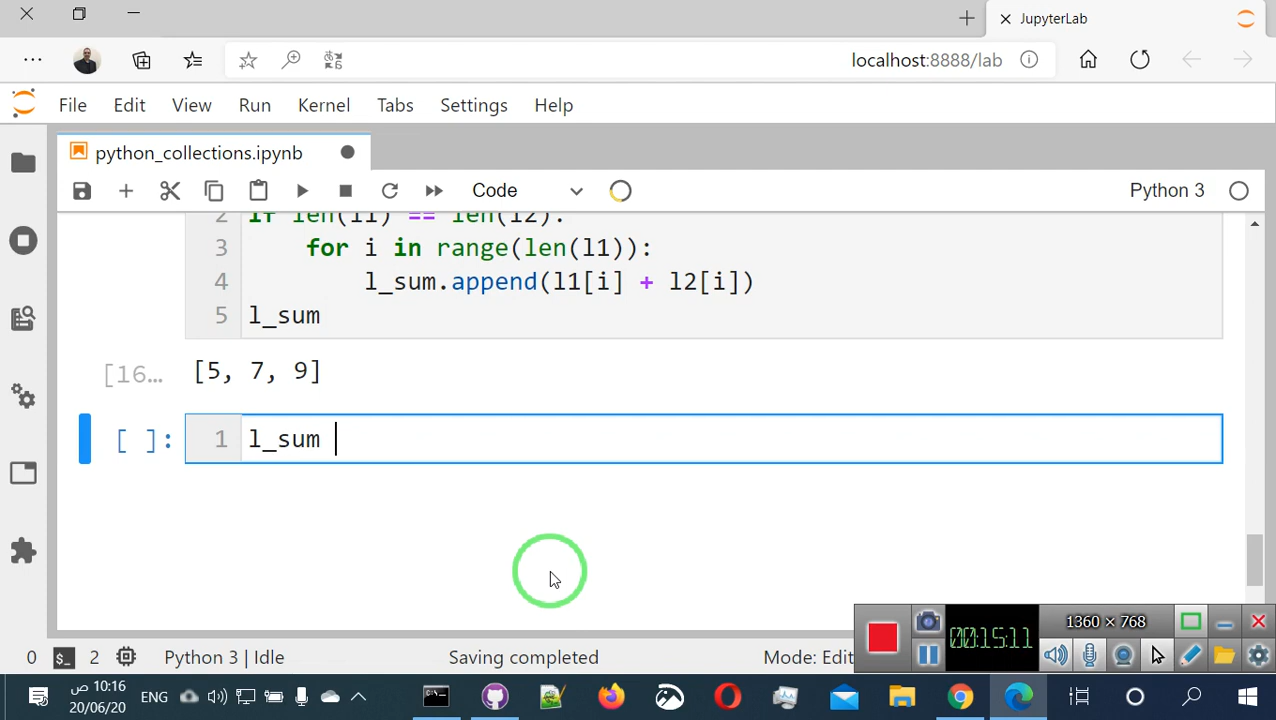 JupyterLab
localhost:8888/lab
File Edit View Run Kernel Tabs Settings Help
python_collections.ipynb
Code Python 3
2 if len(l1) == len(l2):
3 for i in range(len(l1)):
4 l_sum.append(l1[i] + l2[i])
5 l_sum
[16… [5, 7, 9]
[ ]: 1 l_sum
1360 × 768
00:15:11
0 2 Python 3 | Idle Saving completed Mode: Edi
10:16 ص ENG
20/06/20